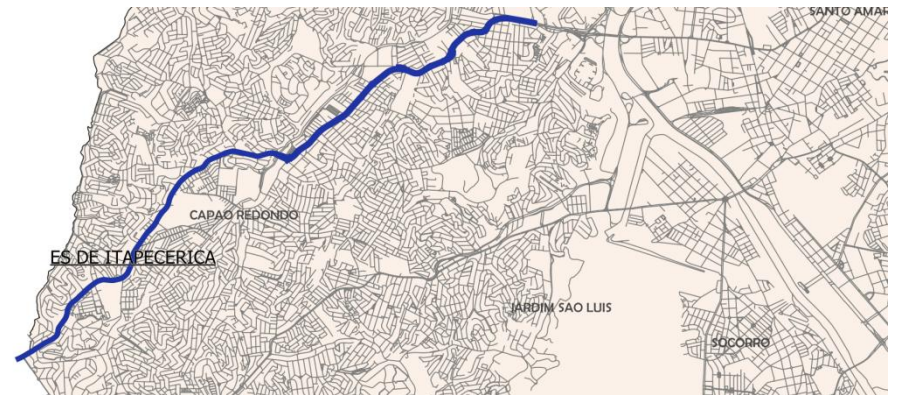 SANTO AMAR
CAPAO REDONDO
ES DE ITAPECERICA
JARDIM SAO LUIS
SOCORRO